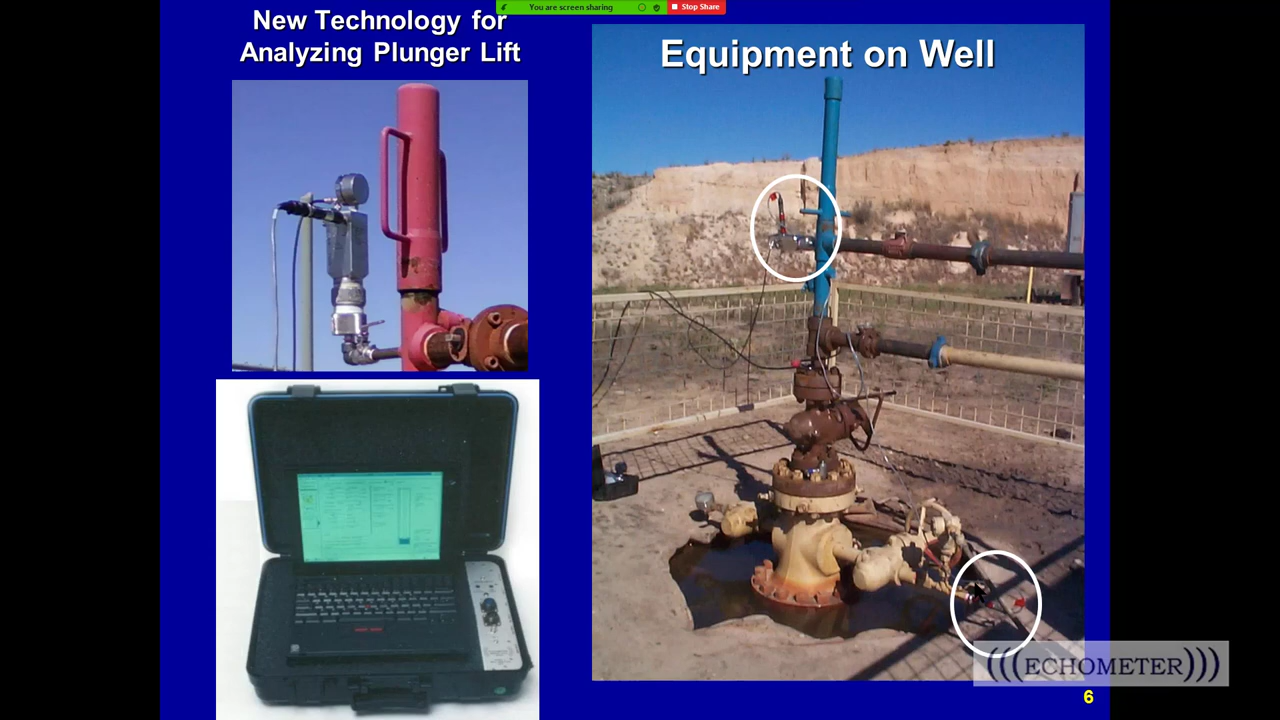 You are screen sharing
Stop Share
New Technology for
Analyzing Plunger Lift
Equipment on Well
(((ECHOMETER)))
6